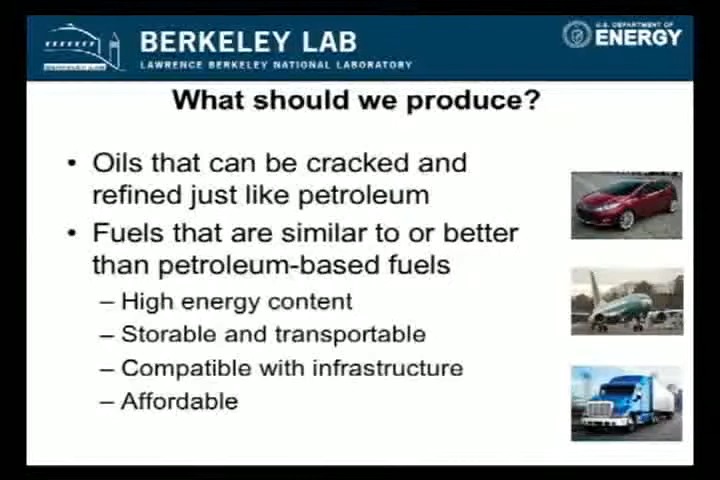 BERKELEY LAB
LAWRENCE BERKELEY NATIONAL LABORATORY
U.S. DEPARTMENT OF
ENERGY
What should we produce?
• Oils that can be cracked and
refined just like petroleum
• Fuels that are similar to or better
than petroleum-based fuels
– High energy content
– Storable and transportable
– Compatible with infrastructure
– Affordable